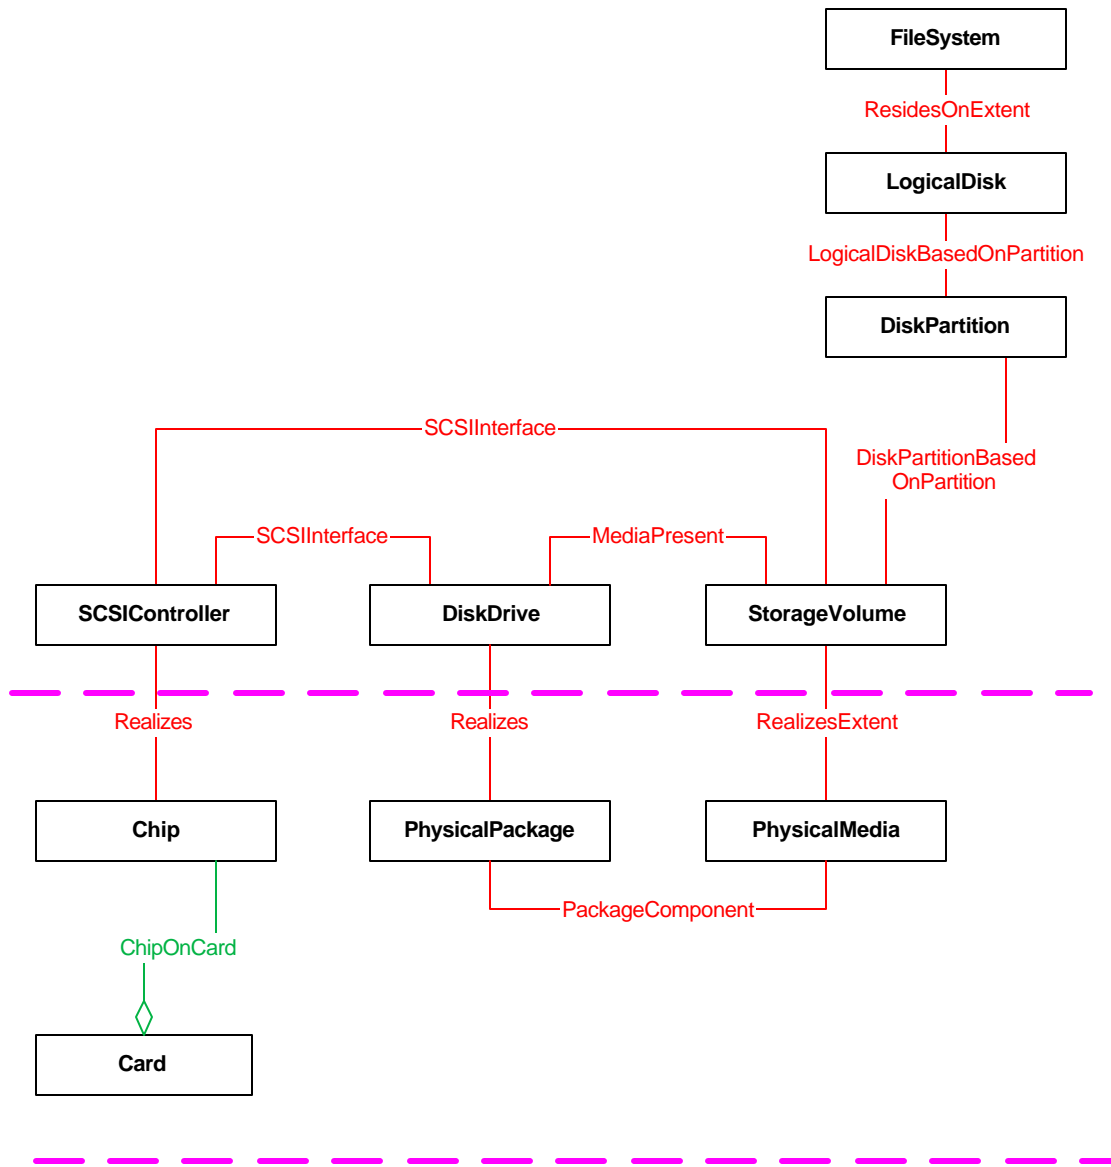 FileSystem
ResidesOnExtent
LogicalDisk
LogicalDiskBasedOnPartition
DiskPartition
SCSIInterface
DiskPartitionBased
OnPartition
SCSIInterface
MediaPresent
SCSIController
DiskDrive
StorageVolume
Realizes
Realizes
RealizesExtent
Chip
PhysicalPackage
PhysicalMedia
PackageComponent
ChipOnCard
Card